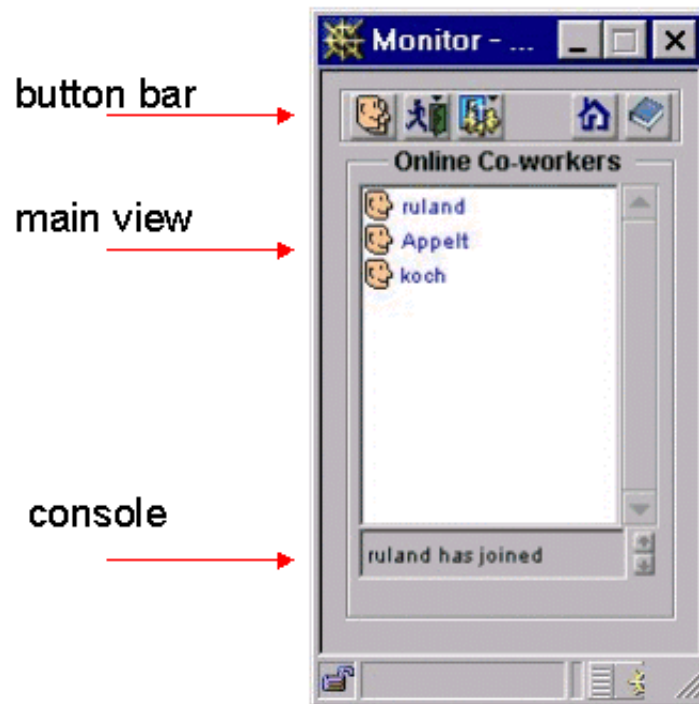 Monitor - ...
button bar
Online Co-workers
ruland
main view
Appelt
koch
console
ruland has joined